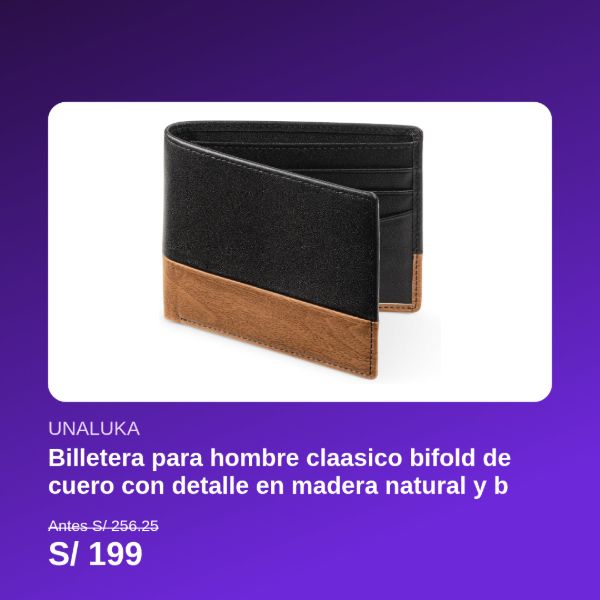 UNALUKA
Billetera para hombre claasico bifold de
cuero con detalle en madera natural y b
Antes S/ 256.25
S/ 199